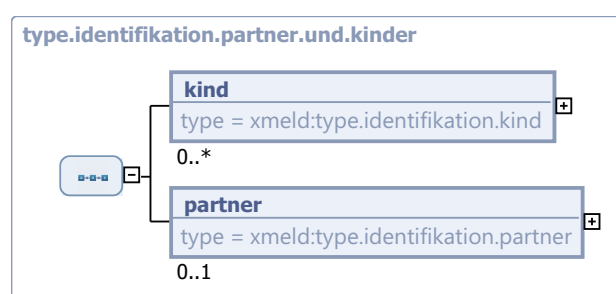 type.identifikation.partner.und.kinder
kind
type = xmeld:type.identifikation.kind
0..*
partner
type = xmeld:type.identifikation.partner
0..1